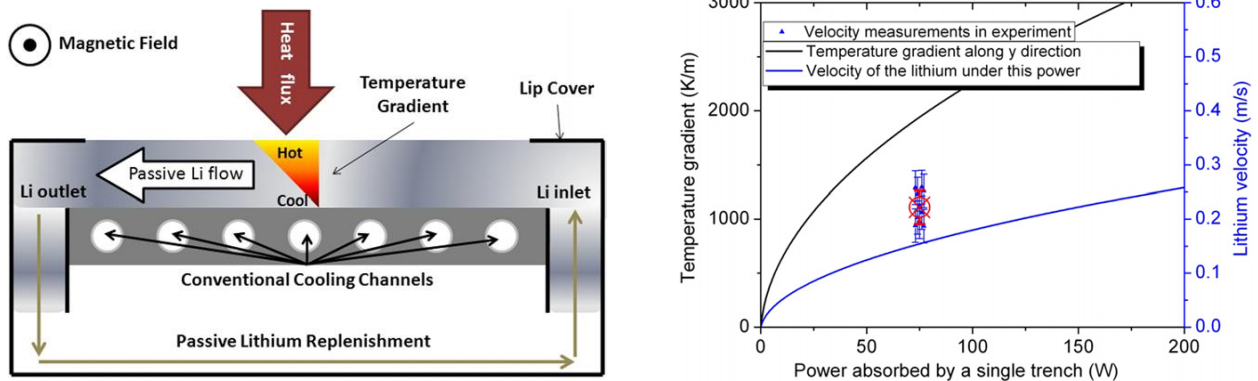 Magnetic Field
Heat flux
Temperature
Gradient
Lip Cover
Hot
Passive Li flow
Li outlet
Li inlet
Cool
Conventional Cooling Channels
Passive Lithium Replenishment
3000
2000
1000
0
Temperature gradient (K/m)
Velocity measurements in experiment
Temperature gradient along y direction
Velocity of the lithium under this power
0.6
0.5
0.4
0.3
0.2
0.1
0.0
Lithium velocity (m/s)
0
50
100
150
200
Power absorbed by a single trench (W)